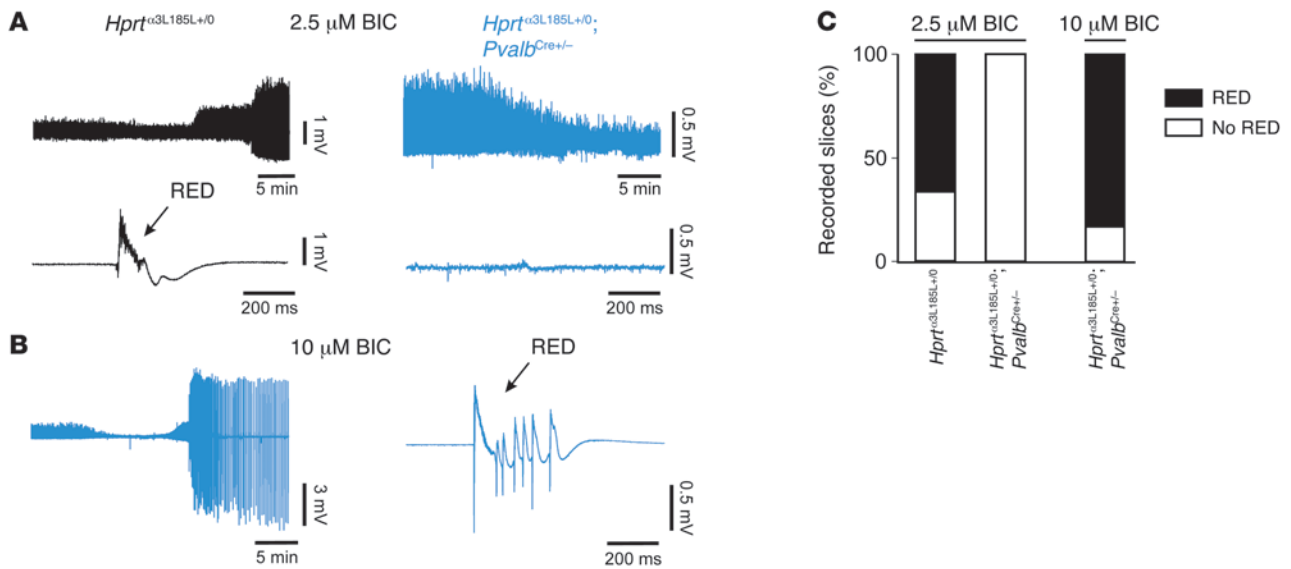 A
Hprtα3L185L+/0
2.5 μM BIC
Hprtα3L185L+/0;
PvalbCre+/–
1 mV
5 min
0.5 mV
5 min
RED
1 mV
200 ms
0.5 mV
200 ms
B
10 μM BIC
3 mV
5 min
RED
0.5 mV
200 ms
C
2.5 μM BIC
10 μM BIC
Recorded slices (%)
100
50
0
RED
No RED
Hprtα3L185L+/0
Hprtα3L185L+/0;
PvalbCre+/–
Hprtα3L185L+/0;
PvalbCre+/–